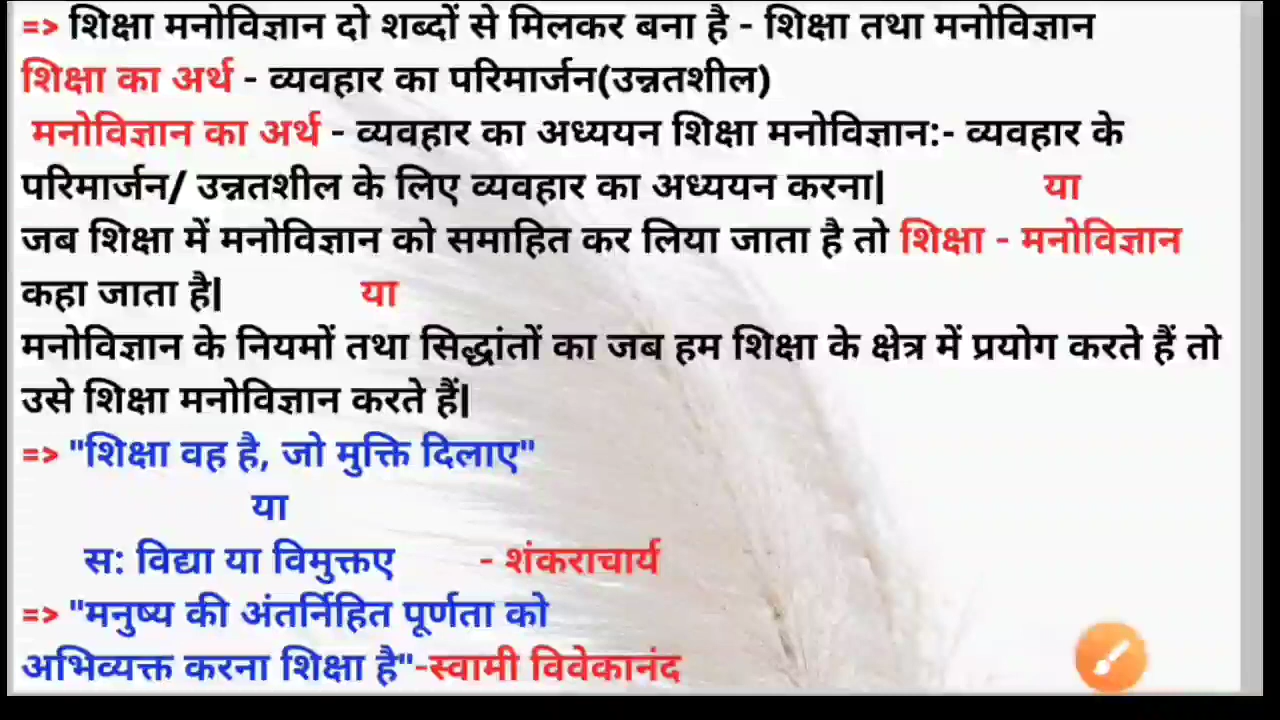 => शिक्षा मनोविज्ञान दो शब्दों से मिलकर बना है - शिक्षा तथा मनोविज्ञान
शिक्षा का अर्थ - व्यवहार का परिमार्जन(उन्नतशील)
मनोविज्ञान का अर्थ - व्यवहार का अध्ययन शिक्षा मनोविज्ञान:- व्यवहार के
परिमार्जन/ उन्नतशील के लिए व्यवहार का अध्ययन करना| या
जब शिक्षा में मनोविज्ञान को समाहित कर लिया जाता है तो शिक्षा - मनोविज्ञान
कहा जाता है| या
मनोविज्ञान के नियमों तथा सिद्धांतों का जब हम शिक्षा के क्षेत्र में प्रयोग करते हैं तो
उसे शिक्षा मनोविज्ञान करते हैं|
=> "शिक्षा वह है, जो मुक्ति दिलाए"
या
स: विद्या या विमुक्तए - शंकराचार्य
=> "मनुष्य की अंतर्निहित पूर्णता को
अभिव्यक्त करना शिक्षा है"-स्वामी विवेकानंद